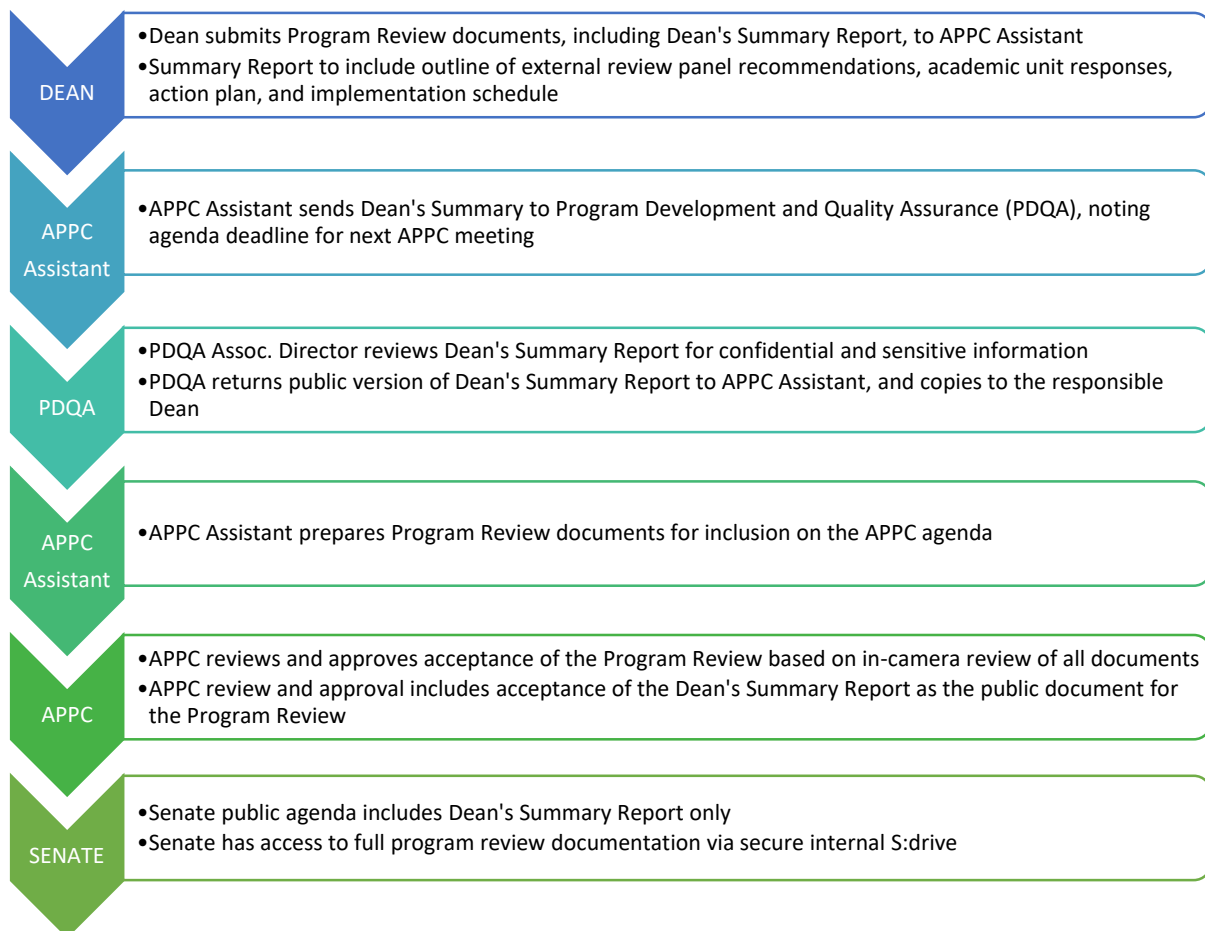 DEAN
•Dean submits Program Review documents, including Dean's Summary Report, to APPC Assistant
•Summary Report to include outline of external review panel recommendations, academic unit responses,
action plan, and implementation schedule
APPC
Assistant
•APPC Assistant sends Dean's Summary to Program Development and Quality Assurance (PDQA), noting
agenda deadline for next APPC meeting
PDQA
•PDQA Assoc. Director reviews Dean's Summary Report for confidential and sensitive information
•PDQA returns public version of Dean's Summary Report to APPC Assistant, and copies to the responsible
Dean
APPC
Assistant
•APPC Assistant prepares Program Review documents for inclusion on the APPC agenda
APPC
•APPC reviews and approves acceptance of the Program Review based on in-camera review of all documents
•APPC review and approval includes acceptance of the Dean's Summary Report as the public document for
the Program Review
SENATE
•Senate public agenda includes Dean's Summary Report only
•Senate has access to full program review documentation via secure internal S:drive